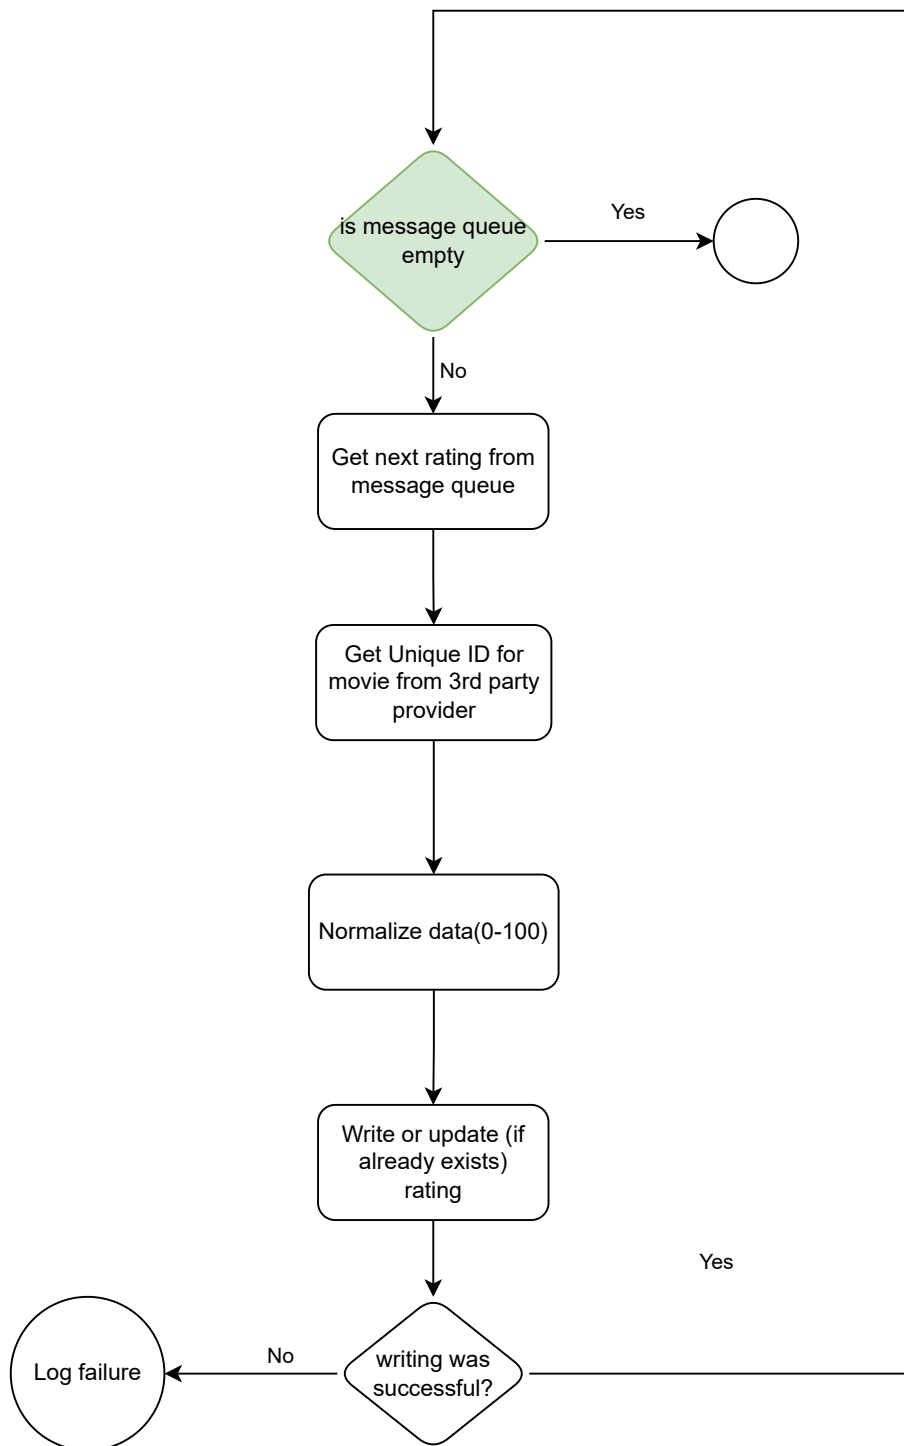 is message queue
empty
Yes
No
Get next rating from
message queue
Get Unique ID for
movie from 3rd party
provider
Normalize data(0-100)
Write or update (if
already exists)
rating
Yes
No
Log failure
writing was
successful?